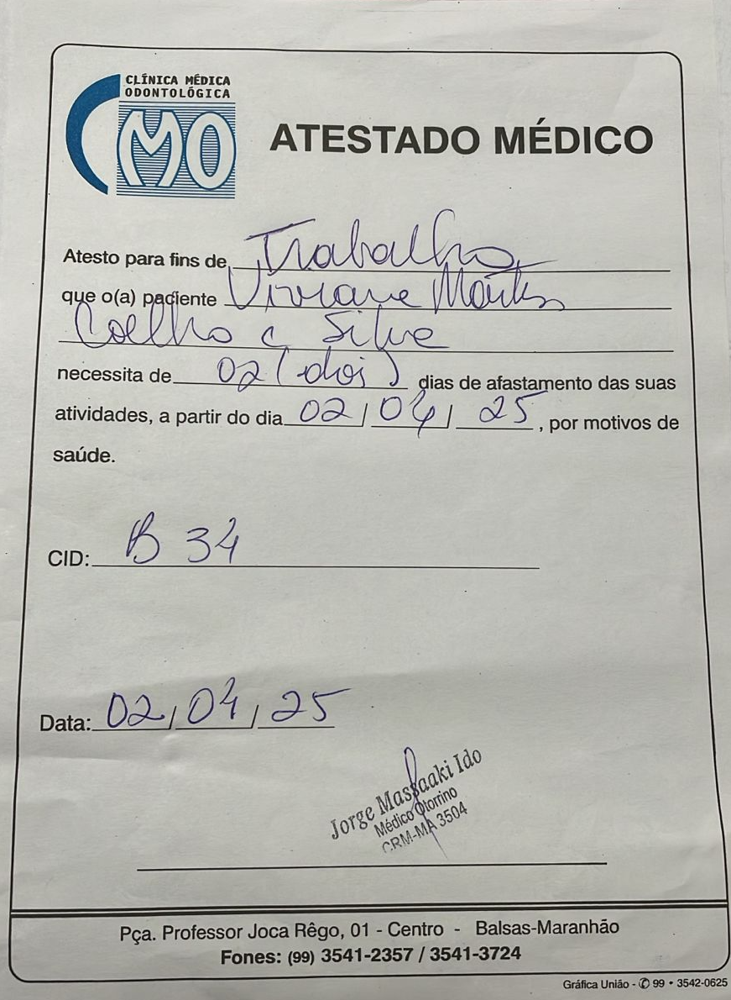 CLÍNICA MÉDICA
ODONTOLÓGICA
CMO
ATESTADO MÉDICO
Atesto para fins de Trabalho,
que o(a) paciente Viviane Martins
Coelho e Silva
necessita de 02 (dois) dias de afastamento das suas
atividades, a partir do dia 02/04/25, por motivos de
saúde.
CID: B 34
Data: 02/04/25
Jorge Massaaki Ido
Médico Otorrino
CRM-MA 3504
Pça. Professor Joca Rêgo, 01 - Centro - Balsas-Maranhão
Fones: (99) 3541-2357 / 3541-3724
Gráfica União - ✆ 99 • 3542-0625